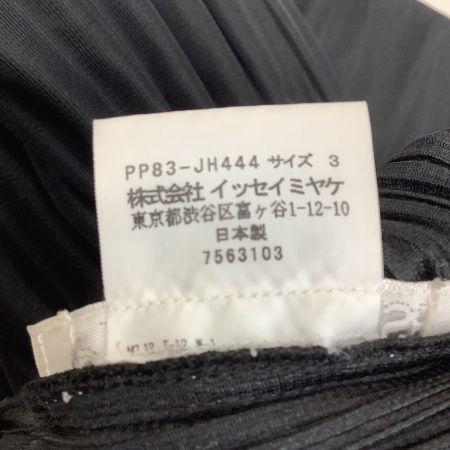 PP83-JH444 サイズ 3
株式会社 イッセイミヤケ
東京都渋谷区富ヶ谷1-12-10
日本製
7563103